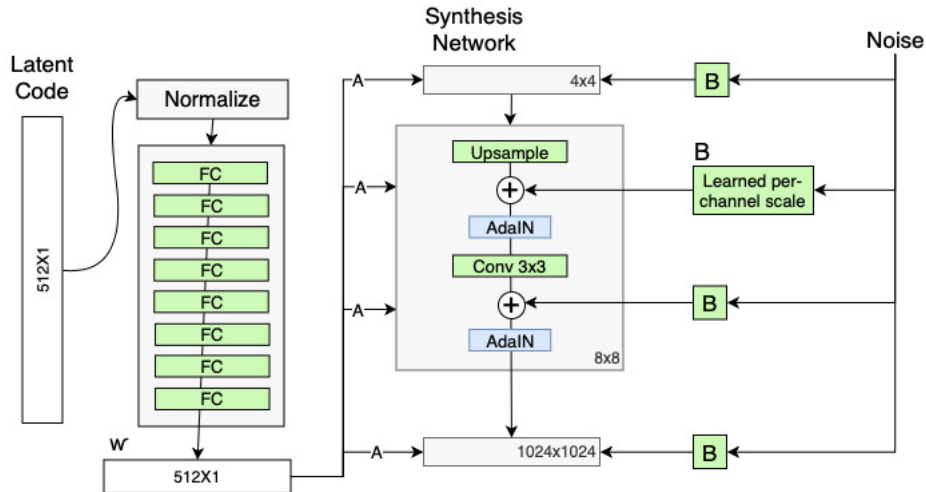 Latent
Code
512X1
Normalize
FC
FC
FC
FC
FC
FC
FC
FC
w
512X1
Synthesis
Network
A
4x4
B
Noise
Upsample
+
A
B
Learned per-
channel scale
AdaIN
Conv 3x3
A
+
B
AdaIN
8x8
A
1024x1024
B